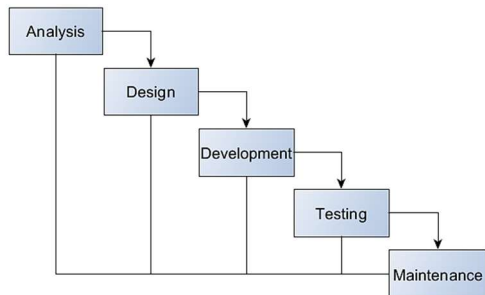 Analysis
Design
Development
Testing
Maintenance